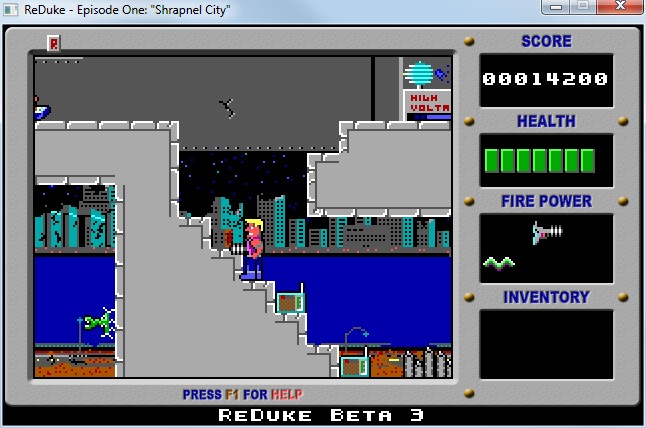 ReDuke - Episode One: "Shrapnel City"
R
SCORE
00014200
HIGH
VOLTA
HEALTH
FIRE POWER
INVENTORY
PRESS F1 FOR HELP
ReDuke Beta 3